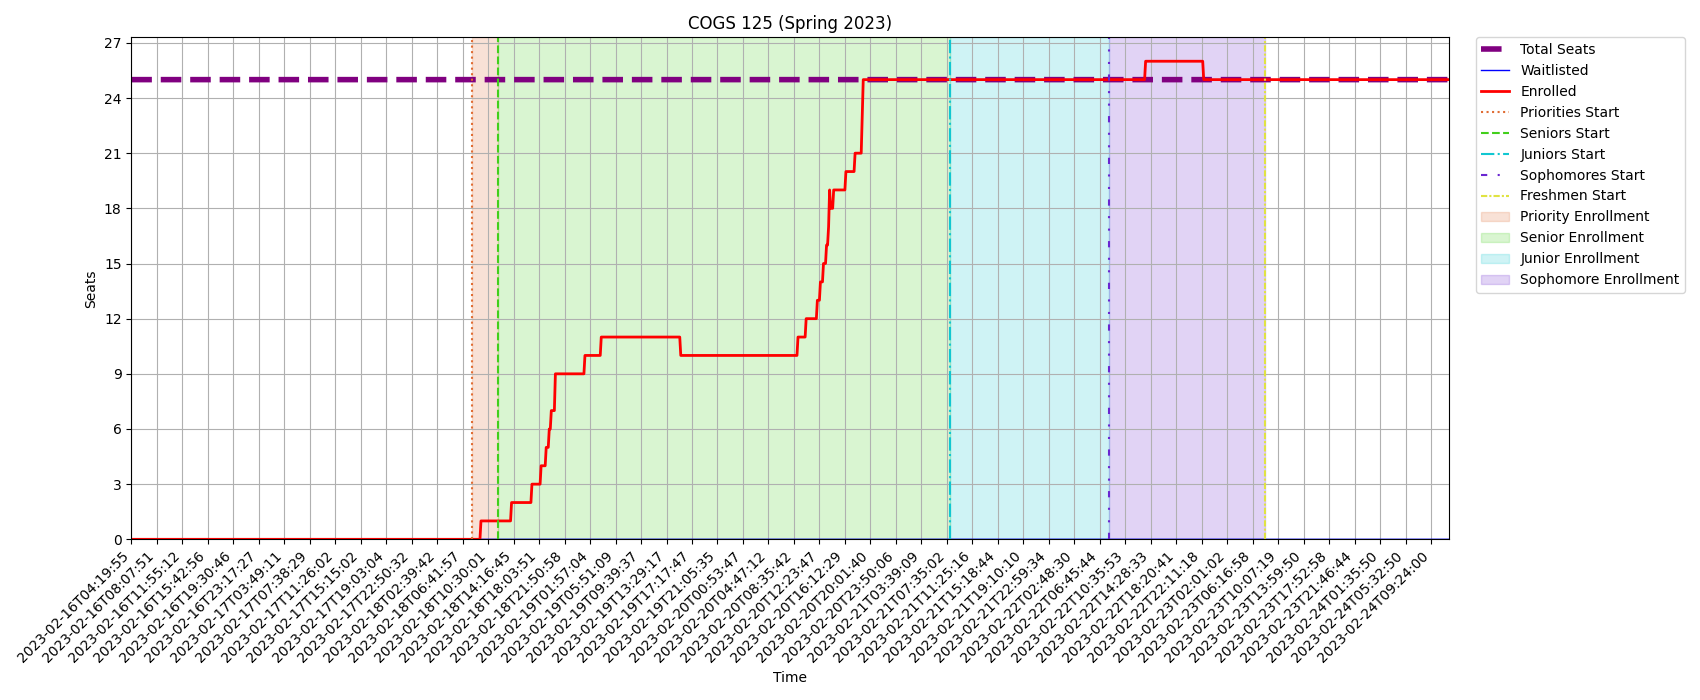 COGS 125 (Spring 2023)
27
24
21
18
15
12
9
6
3
0
Seats
2023-02-16T04:19:55
2023-02-16T08:07:51
2023-02-16T11:55:12
2023-02-16T15:42:56
2023-02-16T19:30:46
2023-02-16T23:17:27
2023-02-17T03:49:11
2023-02-17T07:38:29
2023-02-17T11:26:02
2023-02-17T15:15:02
2023-02-17T19:03:04
2023-02-17T22:50:32
2023-02-18T02:39:42
2023-02-18T06:41:57
2023-02-18T10:30:01
2023-02-18T14:16:45
2023-02-18T18:03:51
2023-02-18T21:50:58
2023-02-19T01:57:04
2023-02-19T05:51:09
2023-02-19T09:39:37
2023-02-19T13:29:17
2023-02-19T17:17:47
2023-02-19T21:05:35
2023-02-20T00:53:47
2023-02-20T04:47:12
2023-02-20T08:35:42
2023-02-20T12:23:47
2023-02-20T16:12:29
2023-02-20T20:01:40
2023-02-20T23:50:06
2023-02-21T03:39:09
2023-02-21T07:35:02
2023-02-21T11:25:16
2023-02-21T15:18:44
2023-02-21T19:10:10
2023-02-21T22:59:34
2023-02-22T02:48:30
2023-02-22T06:45:44
2023-02-22T10:35:53
2023-02-22T14:28:33
2023-02-22T18:20:41
2023-02-22T22:11:18
2023-02-23T02:01:02
2023-02-23T06:16:58
2023-02-23T10:07:19
2023-02-23T13:59:50
2023-02-23T17:52:58
2023-02-23T21:46:44
2023-02-24T01:35:50
2023-02-24T05:32:50
2023-02-24T09:24:00
Time
Total Seats
Waitlisted
Enrolled
Priorities Start
Seniors Start
Juniors Start
Sophomores Start
Freshmen Start
Priority Enrollment
Senior Enrollment
Junior Enrollment
Sophomore Enrollment